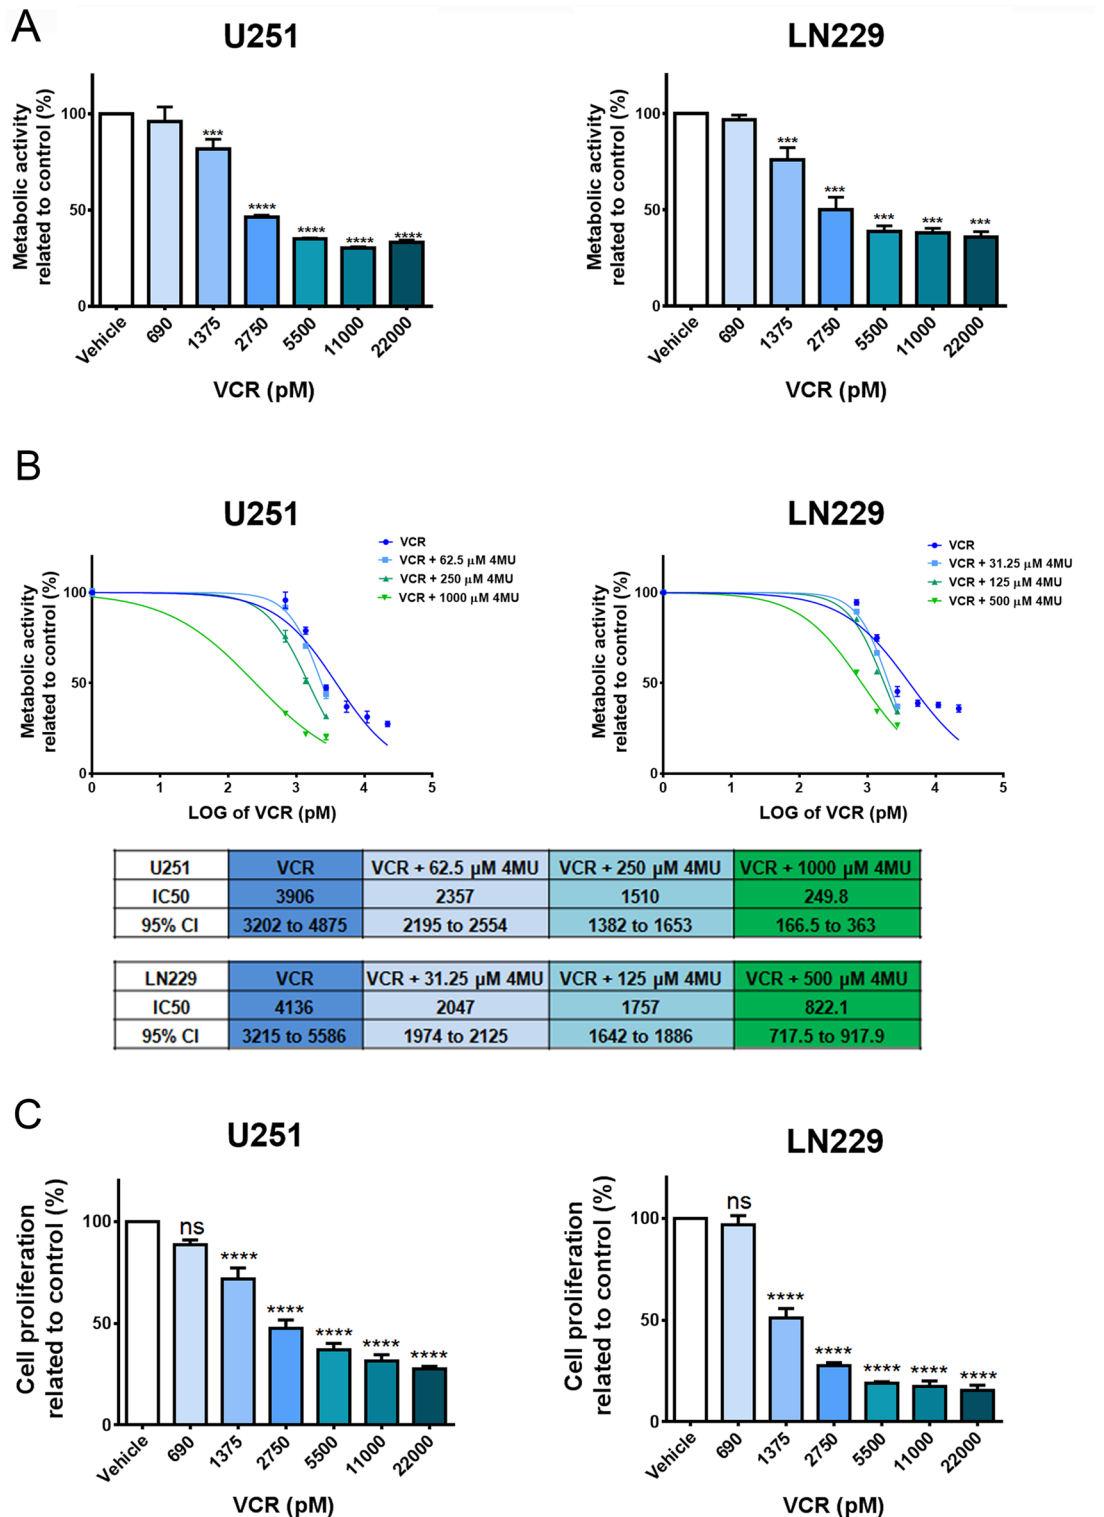 A
U251
LN229
Metabolic activity
related to control (%)
100
50
0
***
****
****
****
****
Vehicle
690
1375
2750
5500
11000
22000
VCR (pM)
Metabolic activity
related to control (%)
100
50
0
***
***
***
***
***
Vehicle
690
1375
2750
5500
11000
22000
VCR (pM)
B
U251
LN229
Metabolic activity
related to control (%)
100
50
0
0 1 2 3 4 5
LOG of VCR (pM)
VCR
VCR + 62.5 µM 4MU
VCR + 250 µM 4MU
VCR + 1000 µM 4MU
Metabolic activity
related to control (%)
100
50
0
0 1 2 3 4 5
LOG of VCR (pM)
VCR
VCR + 31.25 µM 4MU
VCR + 125 µM 4MU
VCR + 500 µM 4MU
U251 VCR VCR + 62.5 µM 4MU VCR + 250 µM 4MU VCR + 1000 µM 4MU
IC50 3906 2357 1510 249.8
95% CI 3202 to 4875 2195 to 2554 1382 to 1653 166.5 to 363
LN229 VCR VCR + 31.25 µM 4MU VCR + 125 µM 4MU VCR + 500 µM 4MU
IC50 4136 2047 1757 822.1
95% CI 3215 to 5586 1974 to 2125 1642 to 1886 717.5 to 917.9
C
U251
LN229
Cell proliferation
related to control (%)
100
50
0
ns
****
****
****
****
****
Vehicle
690
1375
2750
5500
11000
22000
VCR (pM)
Cell proliferation
related to control (%)
100
50
0
ns
****
****
****
****
****
Vehicle
690
1375
2750
5500
11000
22000
VCR (pM)